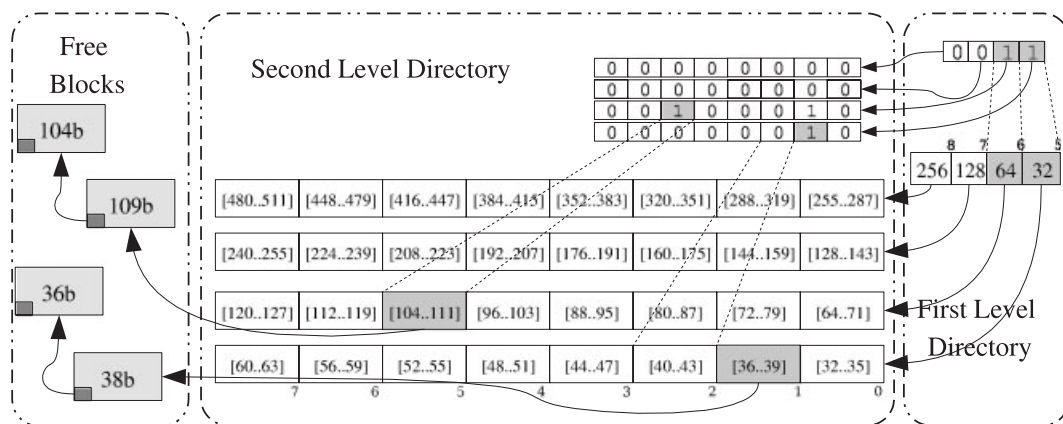 Free
Blocks
104b
109b
36b
38b
Second Level Directory
0 0 0 0 0 0 0 0
0 0 0 0 0 0 0 0
0 0 1 0 0 0 1 0
0 0 0 0 0 0 1 0
[480..511] [448..479] [416..447] [384..415] [352..383] [320..351] [288..319] [255..287]
[240..255] [224..239] [208..223] [192..207] [176..191] [160..175] [144..159] [128..143]
[120..127] [112..119] [104..111] [96..103] [88..95] [80..87] [72..79] [64..71]
[60..63] [56..59] [52..55] [48..51] [44..47] [40..43] [36..39] [32..35]
7 6 5 4 3 2 1 0
0 0 1 1
8 7 6 5
256 128 64 32
First Level
Directory